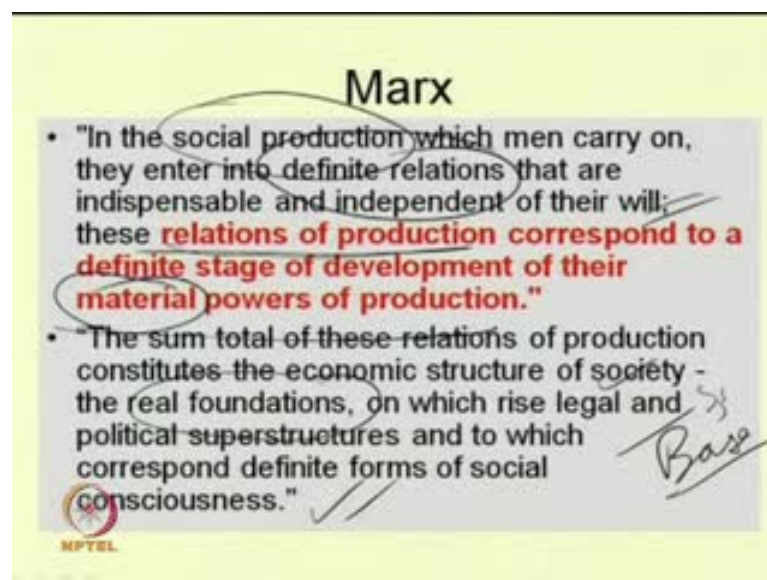 Marx
• "In the social production which men carry on,
they enter into definite relations that are
indispensable and independent of their will;
these relations of production correspond to a
definite stage of development of their
material powers of production."
• "The sum total of these relations of production
constitutes the economic structure of society -
the real foundations, on which rise legal and
political superstructures and to which
correspond definite forms of social
consciousness."
Base
NPTEL